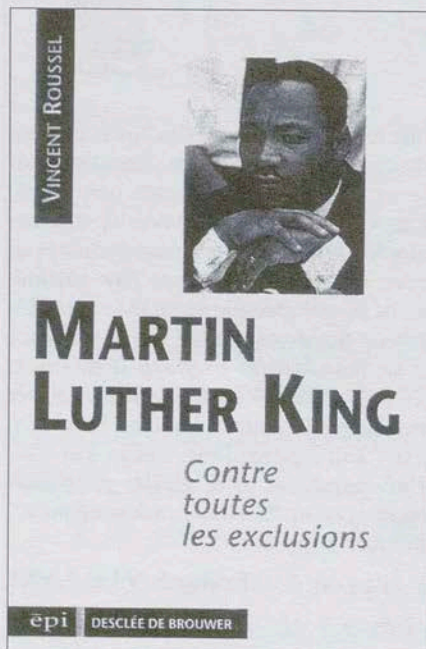 VINCENT ROUSSEL
MARTIN
LUTHER KING
Contre
toutes
les exclusions
ēpi DESCLÉE DE BROUWER